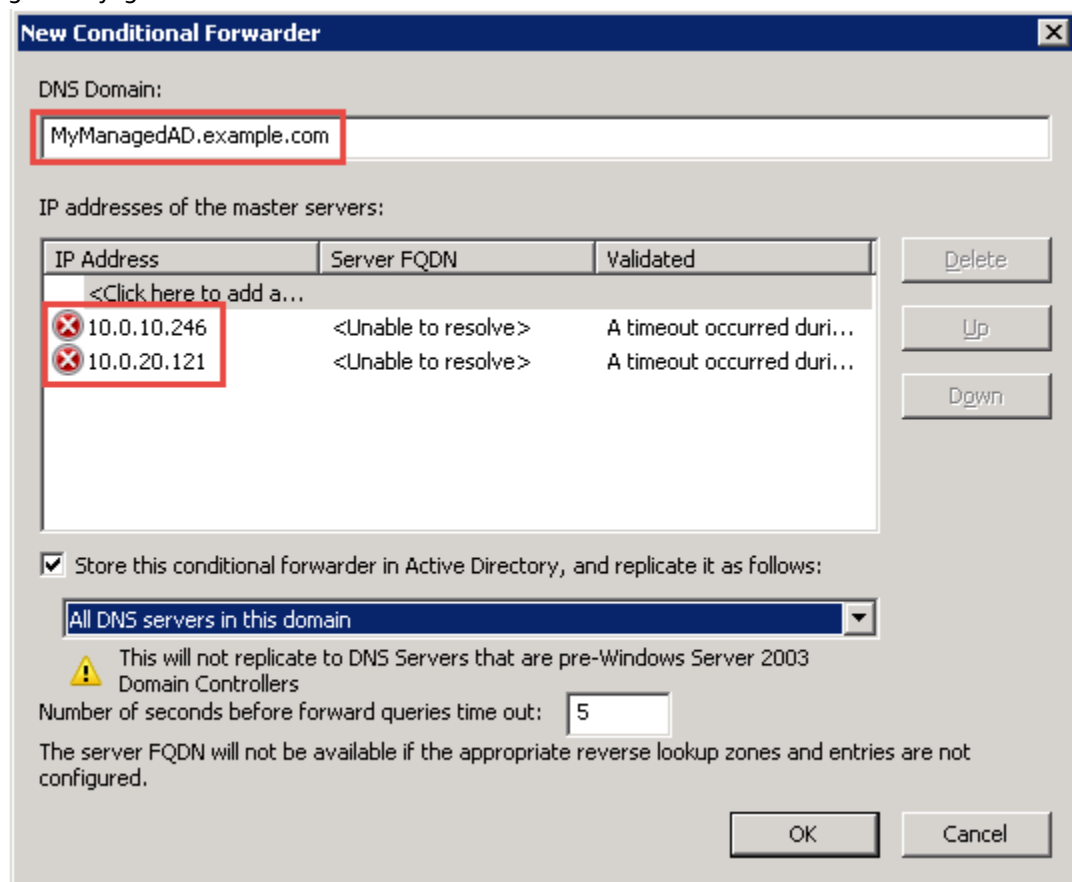 New Conditional Forwarder
DNS Domain:
MyManagedAD.example.com
IP addresses of the master servers:
IP Address Server FQDN Validated
<Click here to add a...
10.0.10.246 <Unable to resolve> A timeout occurred duri...
10.0.20.121 <Unable to resolve> A timeout occurred duri...
Delete
Up
Down
Store this conditional forwarder in Active Directory, and replicate it as follows:
All DNS servers in this domain
This will not replicate to DNS Servers that are pre-Windows Server 2003
Domain Controllers
Number of seconds before forward queries time out: 5
The server FQDN will not be available if the appropriate reverse lookup zones and entries are not
configured.
OK Cancel